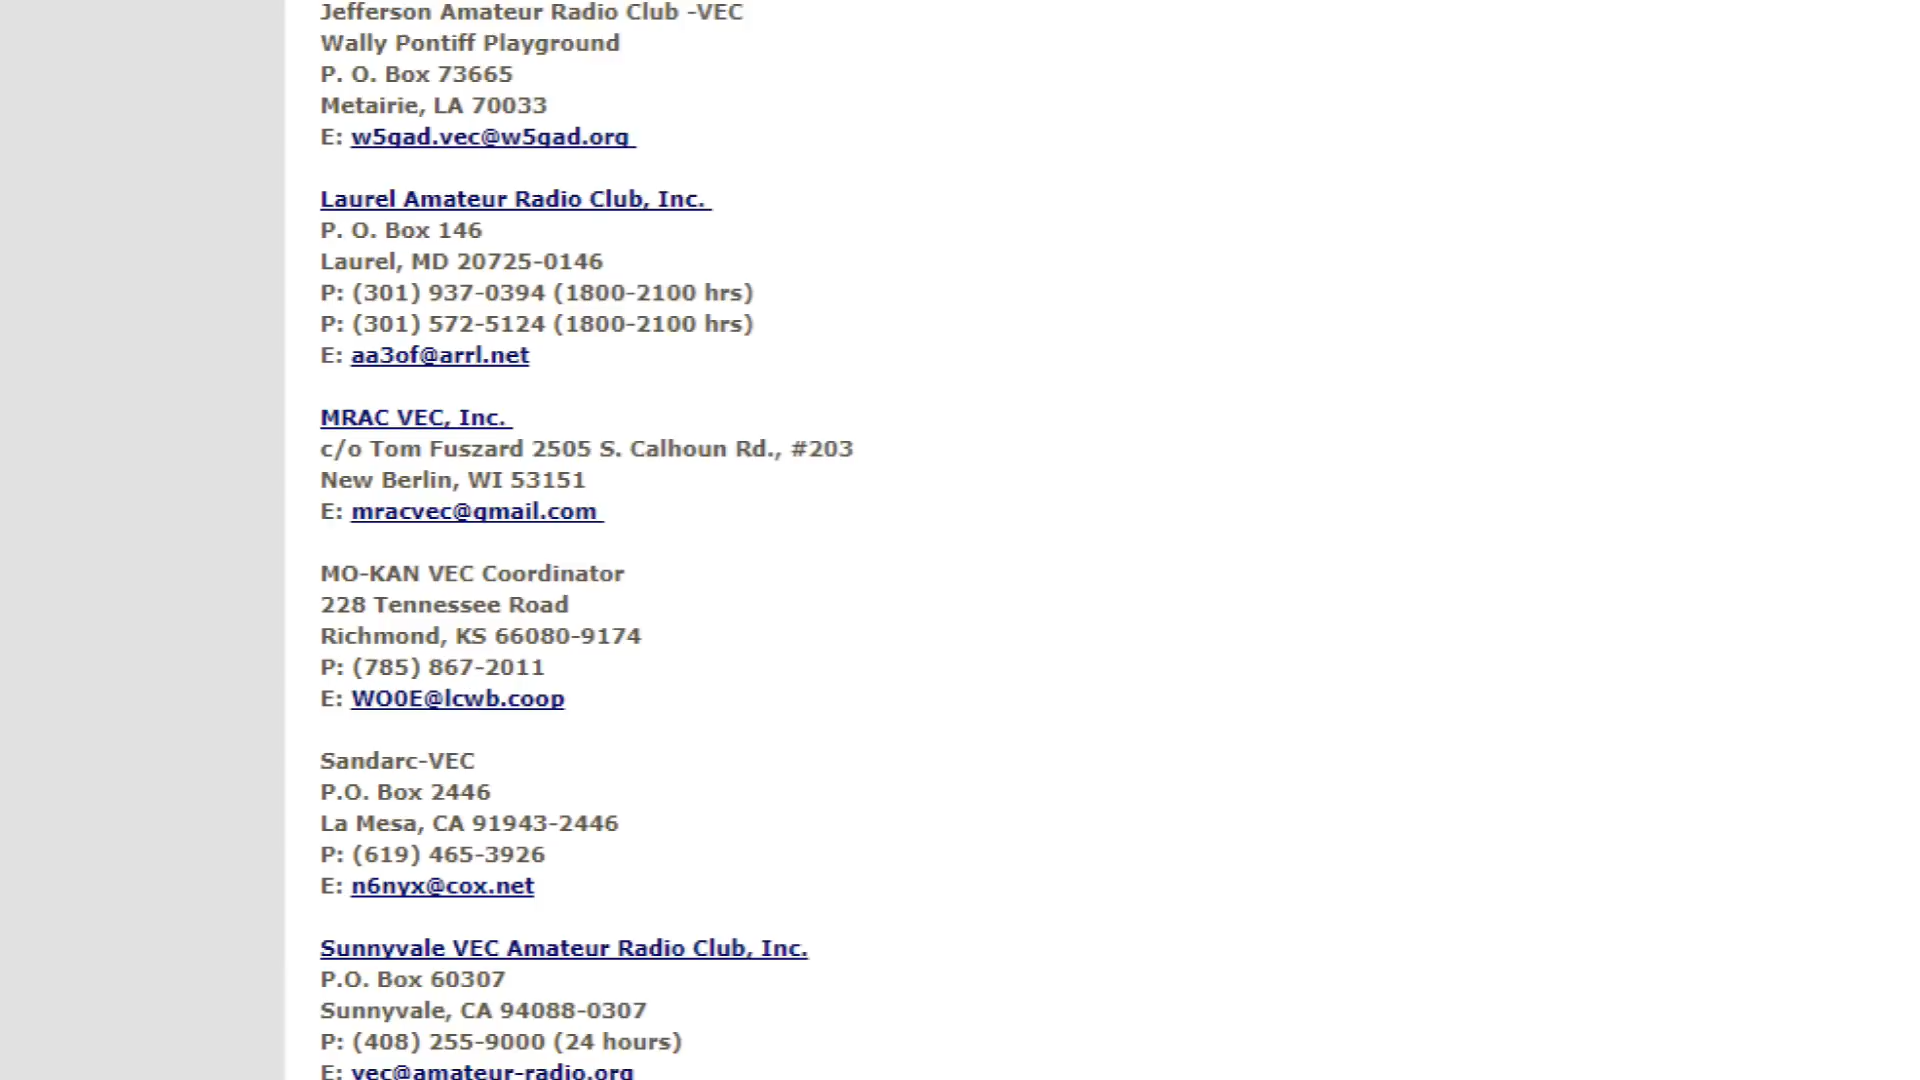 Jefferson Amateur Radio Club -VEC
Wally Pontiff Playground
P. O. Box 73665
Metairie, LA 70033
E: w5gad.vec@w5gad.org
Laurel Amateur Radio Club, Inc.
P. O. Box 146
Laurel, MD 20725-0146
P: (301) 937-0394 (1800-2100 hrs)
P: (301) 572-5124 (1800-2100 hrs)
E: aa3of@arrl.net
MRAC VEC, Inc.
c/o Tom Fuszard 2505 S. Calhoun Rd., #203
New Berlin, WI 53151
E: mracvec@gmail.com
MO-KAN VEC Coordinator
228 Tennessee Road
Richmond, KS 66080-9174
P: (785) 867-2011
E: WO0E@lcwb.coop
Sandarc-VEC
P.O. Box 2446
La Mesa, CA 91943-2446
P: (619) 465-3926
E: n6nyx@cox.net
Sunnyvale VEC Amateur Radio Club, Inc.
P.O. Box 60307
Sunnyvale, CA 94088-0307
P: (408) 255-9000 (24 hours)
E: vec@amateur-radio.org